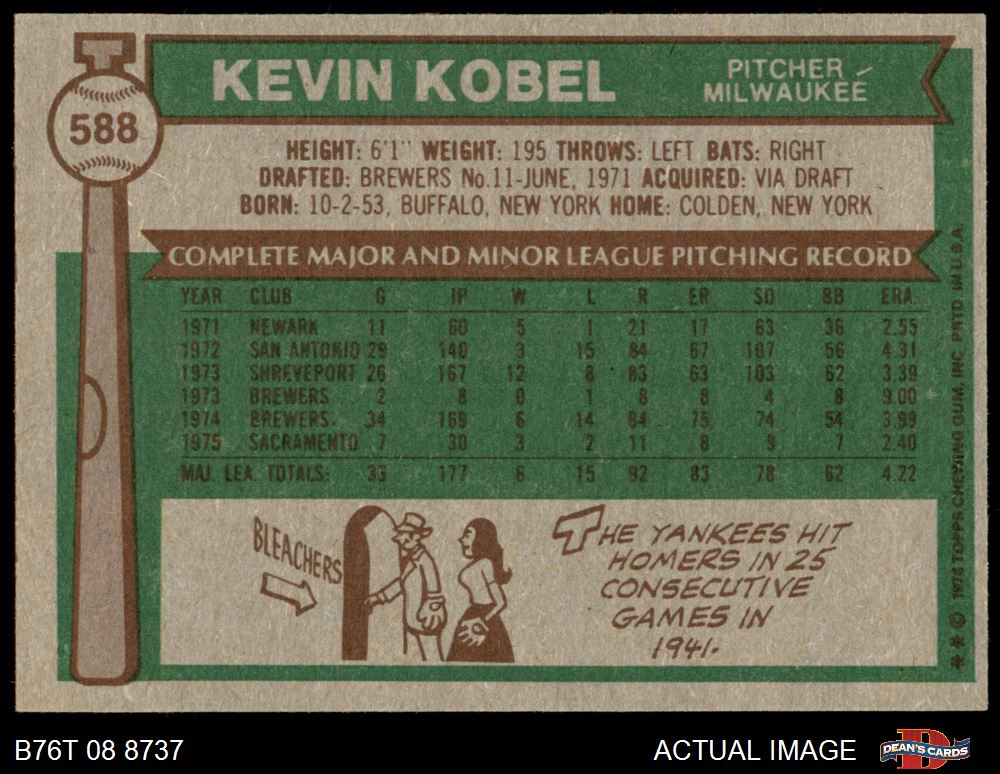 KEVIN KOBEL
PITCHER
MILWAUKEE
588
HEIGHT: 6'1" WEIGHT: 195 THROWS: LEFT BATS: RIGHT
DRAFTED: BREWERS No.11-JUNE, 1971 ACQUIRED: VIA DRAFT
BORN: 10-2-53, BUFFALO, NEW YORK HOME: COLDEN, NEW YORK
COMPLETE MAJOR AND MINOR LEAGUE PITCHING RECORD
YEAR CLUB G IP W L R ER SO BB ERA.
1971 NEWARK 11 60 5 1 21 17 63 36 2.55
1972 SAN ANTONIO 29 140 3 15 84 67 107 56 4.31
1973 SHREVEPORT 26 167 12 8 83 63 103 62 3.39
1973 BREWERS 2 8 0 1 8 8 4 8 9.00
1974 BREWERS. 34 169 6 14 84 75 74 54 3.99
1975 SACRAMENTO 7 30 3 2 11 8 9 7 2.40
MAJ. LEA. TOTALS: 36 177 6 15 92 83 78 62 4.22
BLEACHERS
THE YANKEES HIT
HOMERS IN 25
CONSECUTIVE
GAMES IN
1941.
** © 1976 TOPPS CHEWING GUM, INC. PRTD. IN U.S.A.
B76T 08 8737
ACTUAL IMAGE
DEAN'S CARDS